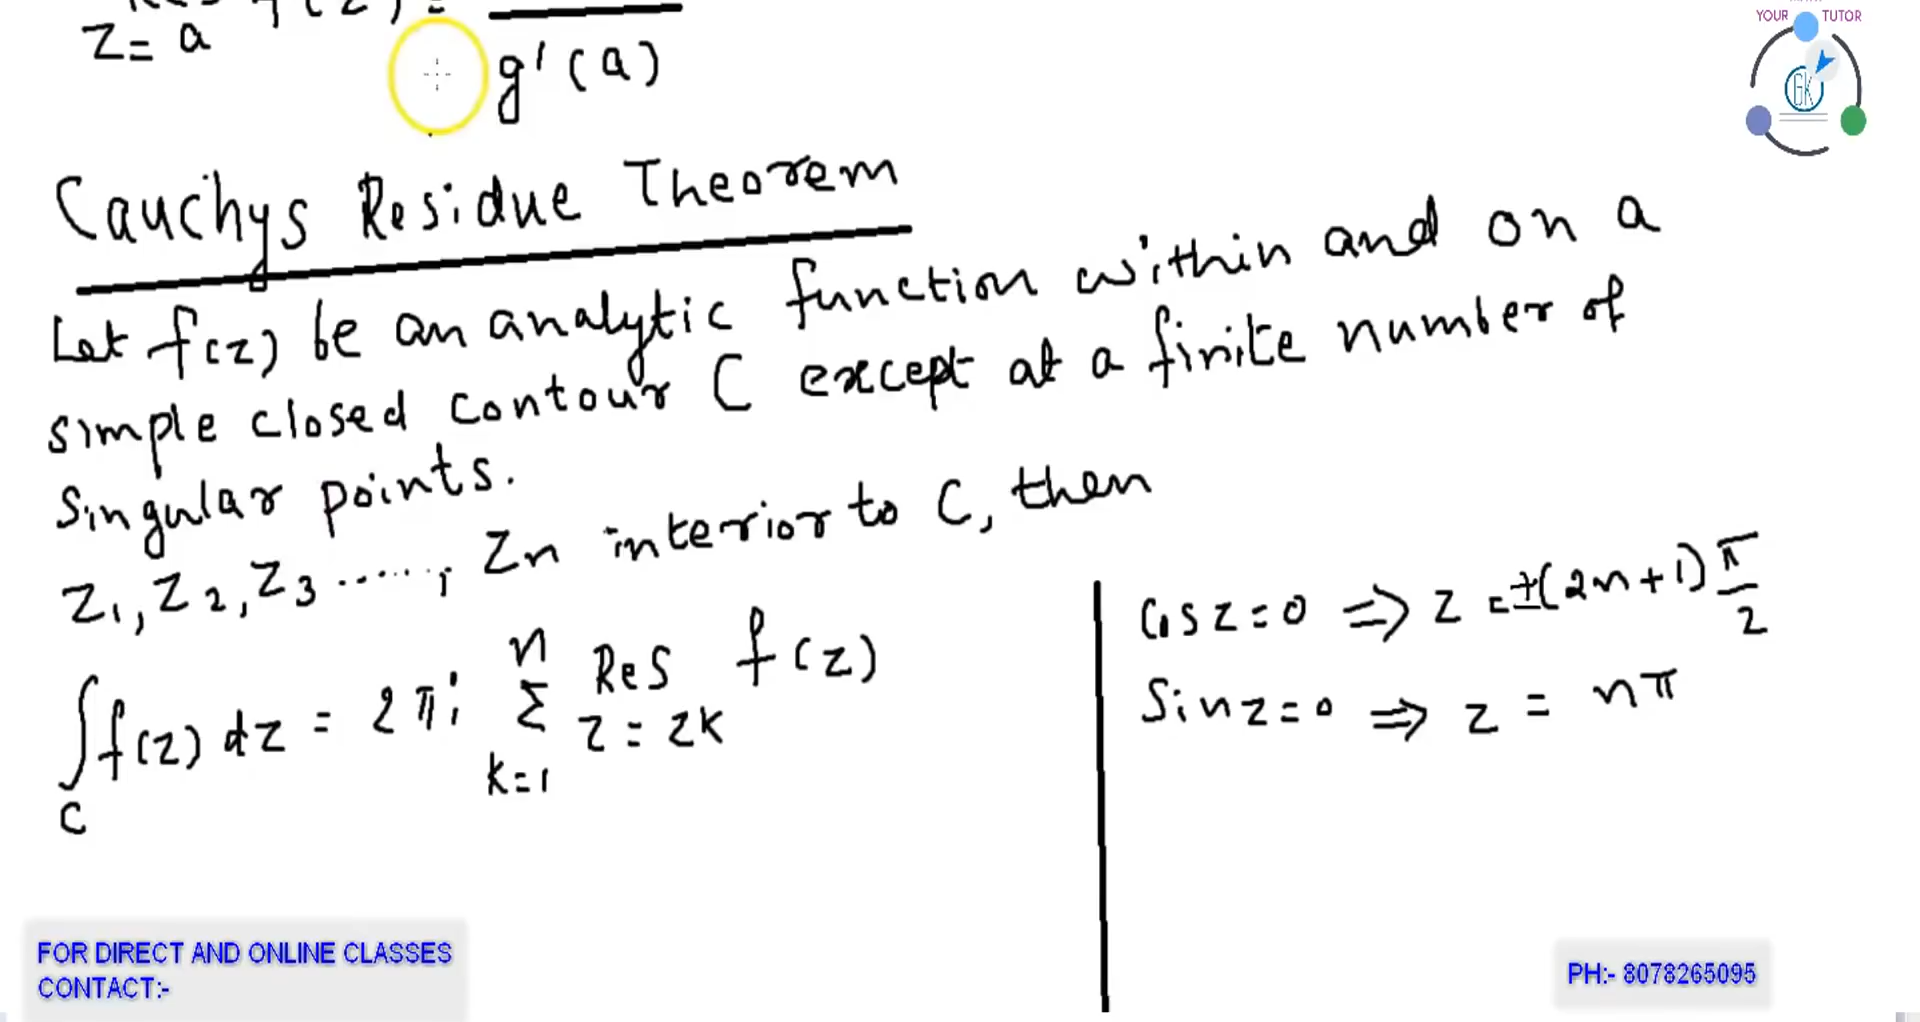 z = a f(z) =
g'(a)
YOUR TUTOR
GK
Cauchys Residue Theorem
Let f(z) be an analytic function within and on a
simple closed contour C except at a finite number of
singular points.
z1, z2, z3 ......, zn interior to C, then
∫C f(z) dz = 2πi n∑k=1 Res z=zk f(z)
Cos z = 0 ⇒ z = ±(2n+1) π/2
Sin z = 0 ⇒ z = nπ
FOR DIRECT AND ONLINE CLASSES
CONTACT:-
PH:- 8078265095